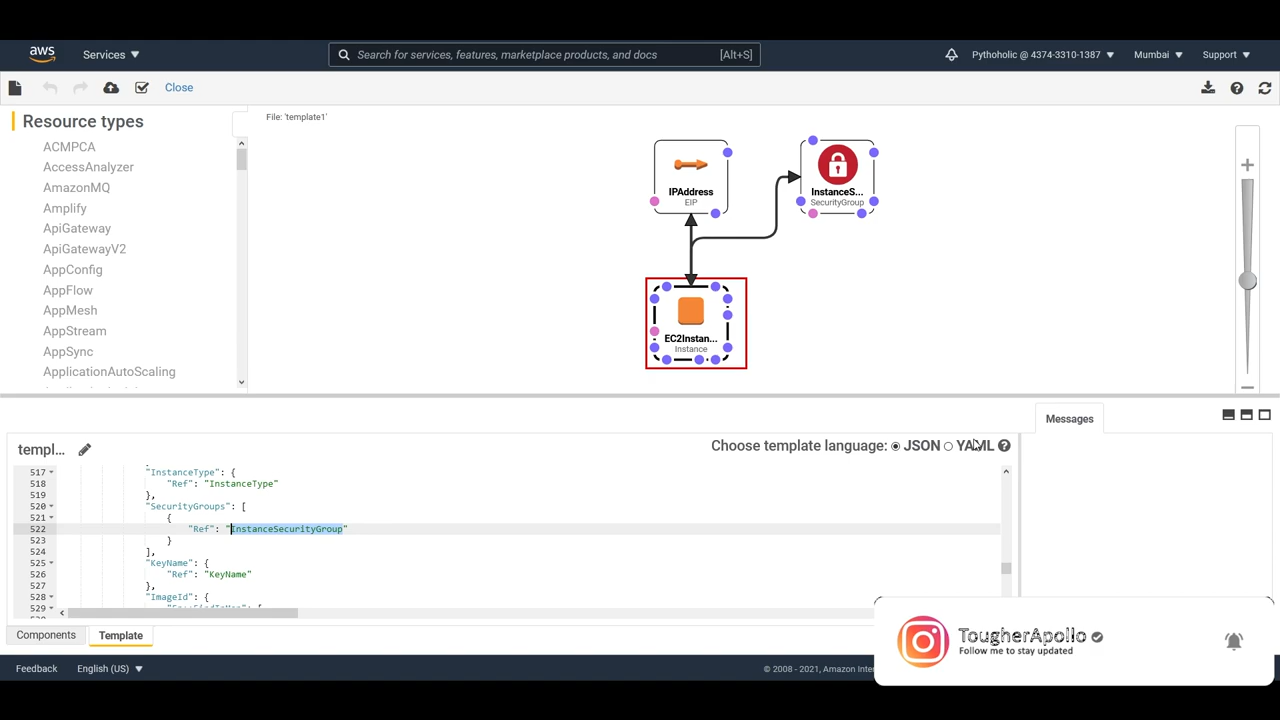 aws
Services
Search for services, features, marketplace products, and docs
[Alt+S]
Pythoholic @ 4374-3310-1387
Mumbai
Support
Close
Resource types
File: 'template1'
ACMPCA
AccessAnalyzer
AmazonMQ
Amplify
ApiGateway
ApiGatewayV2
AppConfig
AppFlow
AppMesh
AppStream
AppSync
ApplicationAutoScaling
IPAddress
EIP
InstanceS...
SecurityGroup
EC2Instan...
Instance
Messages
templ...
Choose template language: JSON YAML
517 "InstanceType": {
518 "Ref": "InstanceType"
519 },
520 "SecurityGroups": [
521 {
522 "Ref": "InstanceSecurityGroup"
523 }
524 ],
525 "KeyName": {
526 "Ref": "KeyName"
527 },
528 "ImageId": {
529
Components
Template
TougherApollo
Follow me to stay updated
Feedback
English (US)
© 2008 - 2021, Amazon Inter